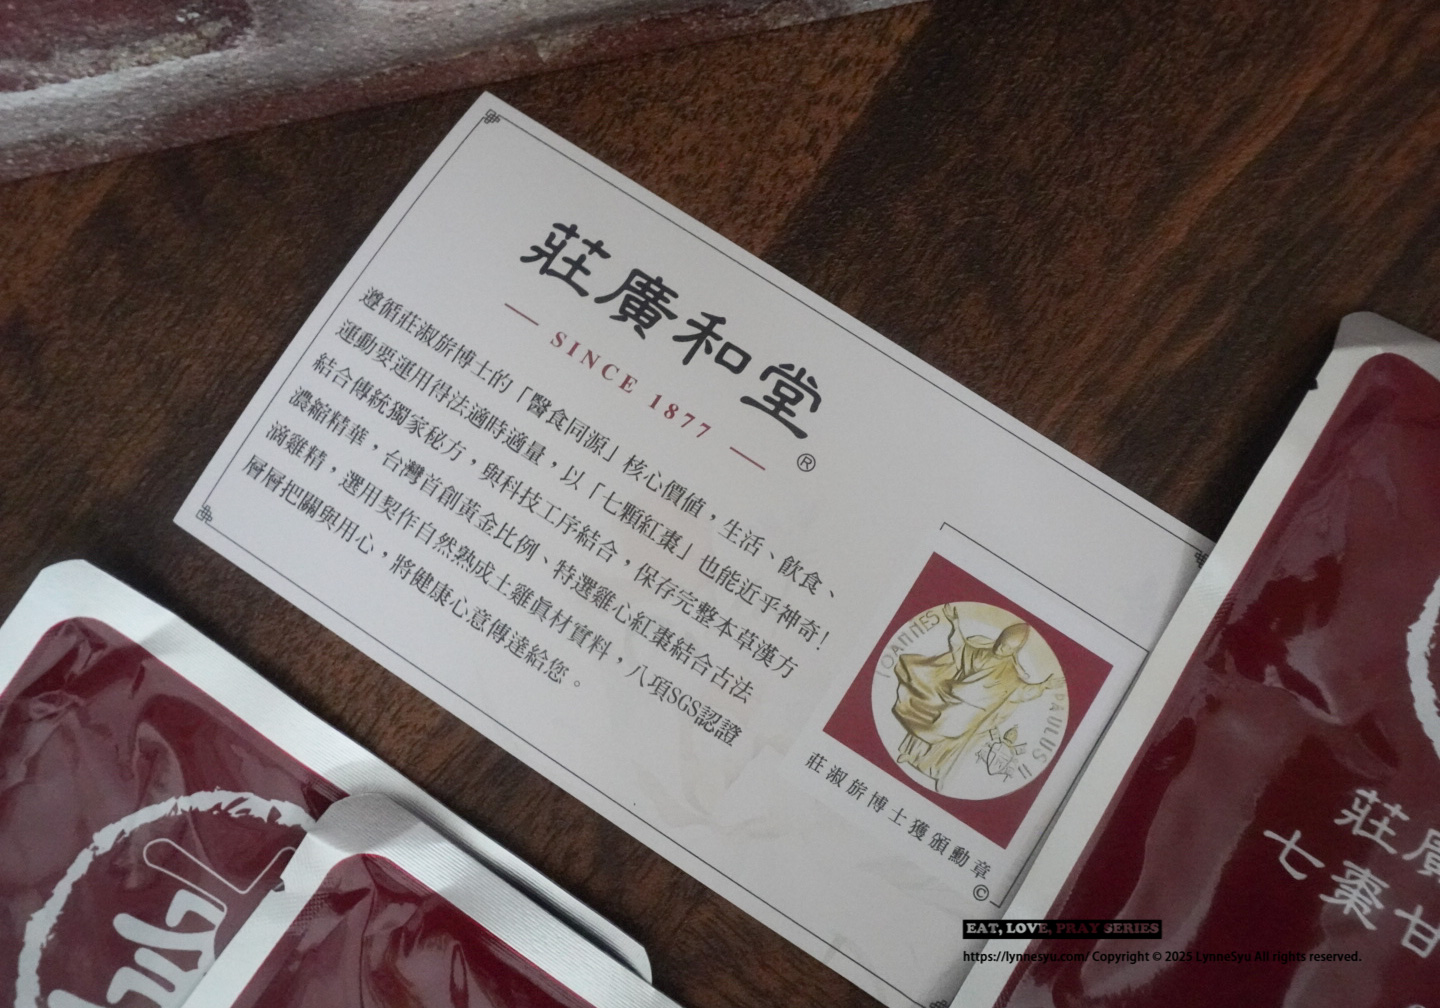 莊廣和堂®
SINCE 1877
遵循莊淑旂博士的「醫食同源」核心價值，生活、飲食、
運動要運用得法適時適量，以「七顆紅棗」也能近乎神奇！
結合傳統獨家秘方，與科技工序結合，保存完整本草漢方
濃縮精華，台灣首創黃金比例、特選雞心紅棗結合古法
滴雞精，選用契作自然熟成土雞眞材實料，八項SGS認證
層層把關與用心，將健康心意傳達給您。
IOANNES PAULUS II
莊淑旂博士獲頒勳章
©
莊廣
七棗甘
EAT, LOVE, PRAY SERIES
https://lynnesyu.com/ Copyright © 2025 LynneSyu All rights reserved.